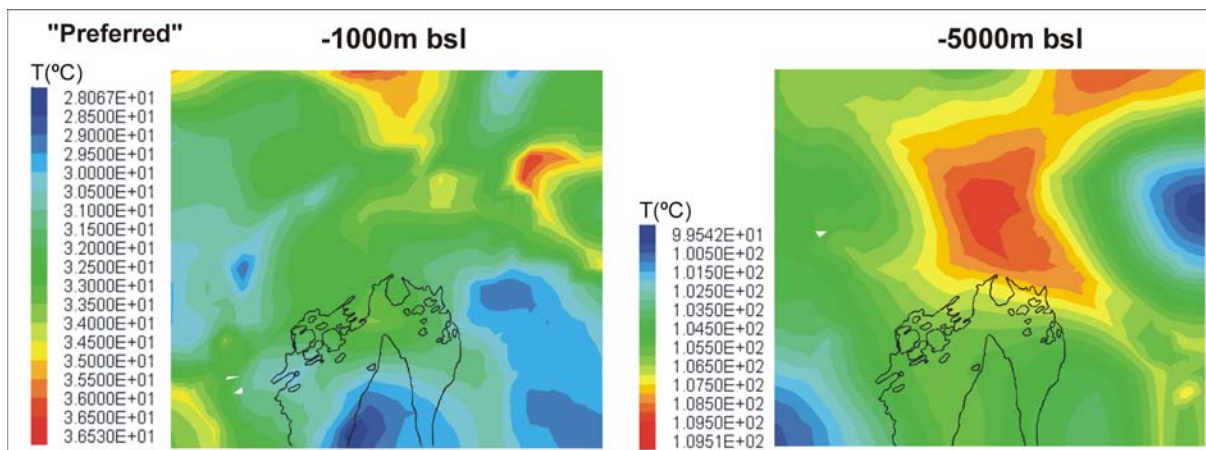 "Preferred"
-1000m bsl
T(ºC)
2.8067E+01
2.8500E+01
2.9000E+01
2.9500E+01
3.0000E+01
3.0500E+01
3.1000E+01
3.1500E+01
3.2000E+01
3.2500E+01
3.3000E+01
3.3500E+01
3.4000E+01
3.4500E+01
3.5000E+01
3.5500E+01
3.6000E+01
3.6500E+01
3.6530E+01
-5000m bsl
T(ºC)
9.9542E+01
1.0050E+02
1.0150E+02
1.0250E+02
1.0350E+02
1.0450E+02
1.0550E+02
1.0650E+02
1.0750E+02
1.0850E+02
1.0950E+02
1.0951E+02